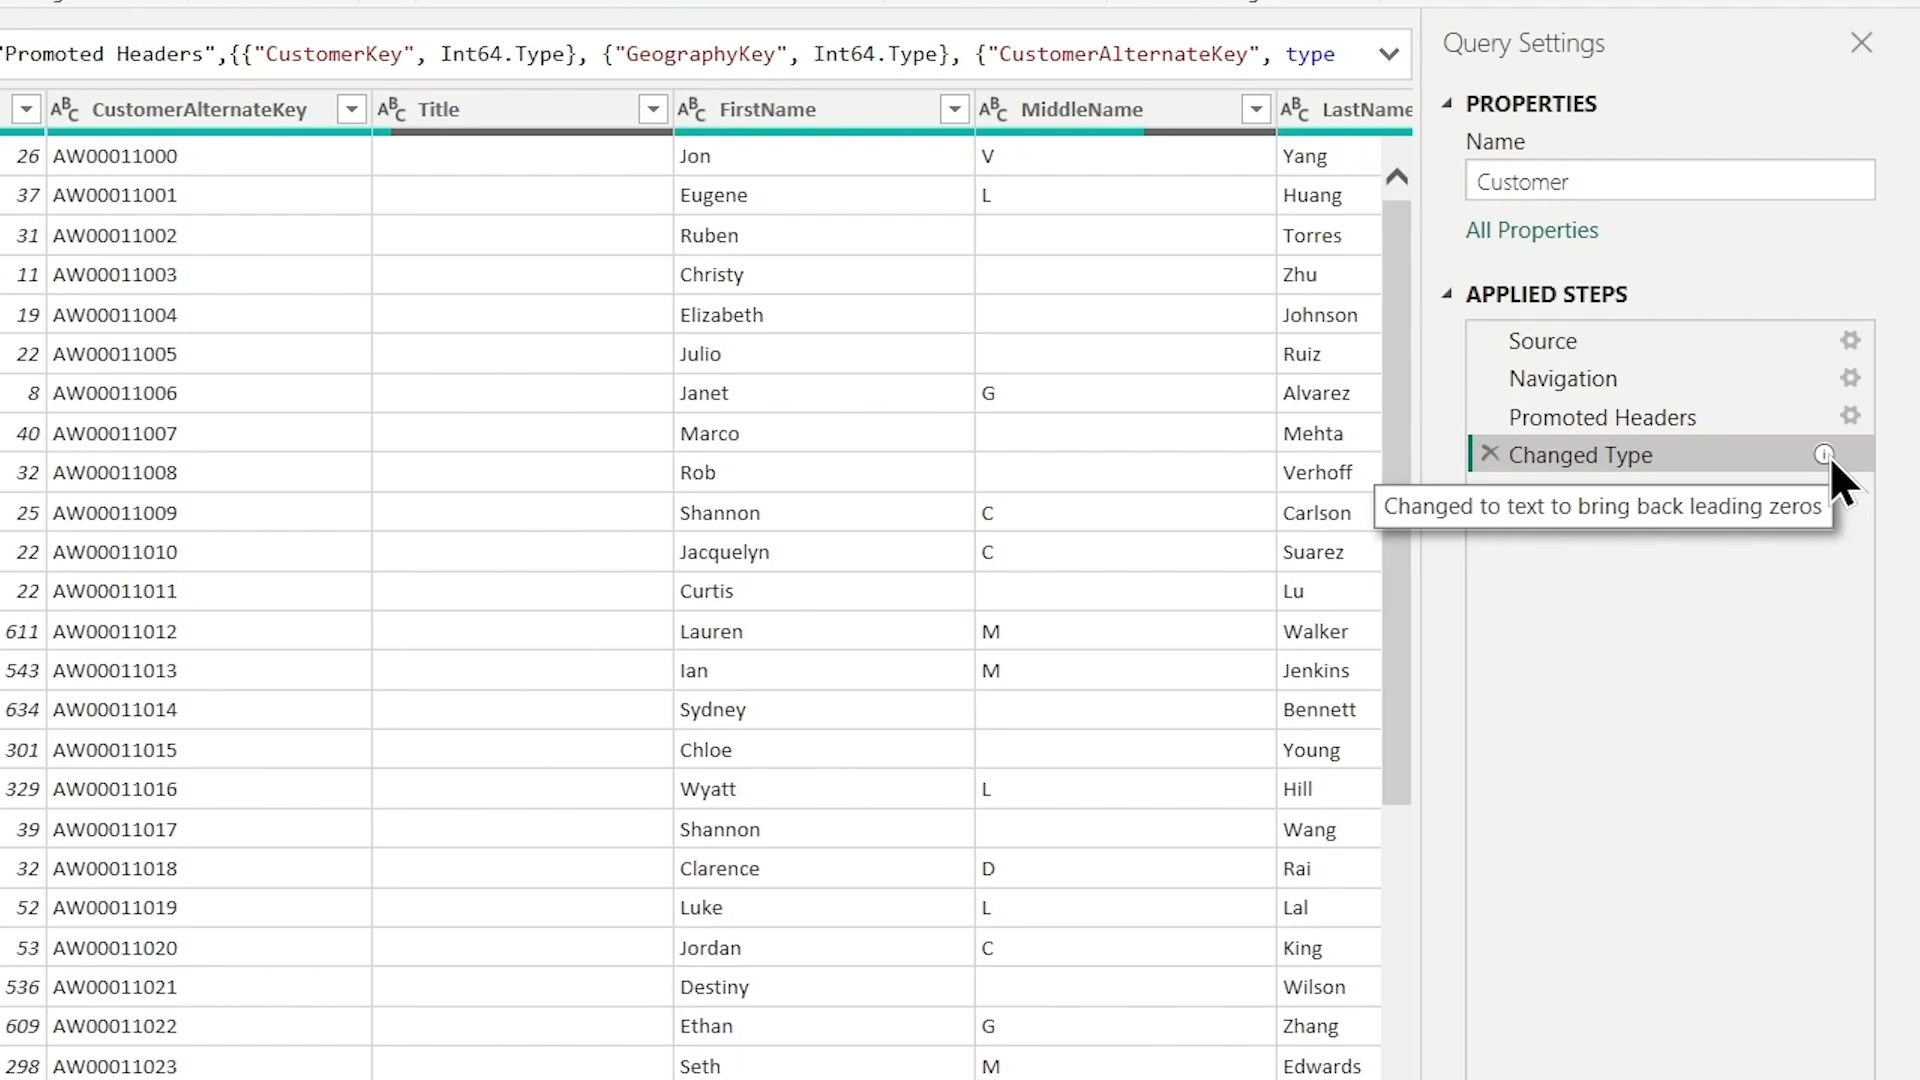 "Promoted Headers",{{"CustomerKey", Int64.Type}, {"GeographyKey", Int64.Type}, {"CustomerAlternateKey", type
ABC CustomerAlternateKey ABC Title ABC FirstName ABC MiddleName ABC LastName
26 AW00011000 Jon V Yang
37 AW00011001 Eugene L Huang
31 AW00011002 Ruben Torres
11 AW00011003 Christy Zhu
19 AW00011004 Elizabeth Johnson
22 AW00011005 Julio Ruiz
8 AW00011006 Janet G Alvarez
40 AW00011007 Marco Mehta
32 AW00011008 Rob Verhoff
25 AW00011009 Shannon C Carlson
22 AW00011010 Jacquelyn C Suarez
22 AW00011011 Curtis Lu
611 AW00011012 Lauren M Walker
543 AW00011013 Ian M Jenkins
634 AW00011014 Sydney Bennett
301 AW00011015 Chloe Young
329 AW00011016 Wyatt L Hill
39 AW00011017 Shannon Wang
32 AW00011018 Clarence D Rai
52 AW00011019 Luke L Lal
53 AW00011020 Jordan C King
536 AW00011021 Destiny Wilson
609 AW00011022 Ethan G Zhang
298 AW00011023 Seth M Edwards
Query Settings
PROPERTIES
Name
Customer
All Properties
APPLIED STEPS
Source
Navigation
Promoted Headers
Changed Type
Changed to text to bring back leading zeros